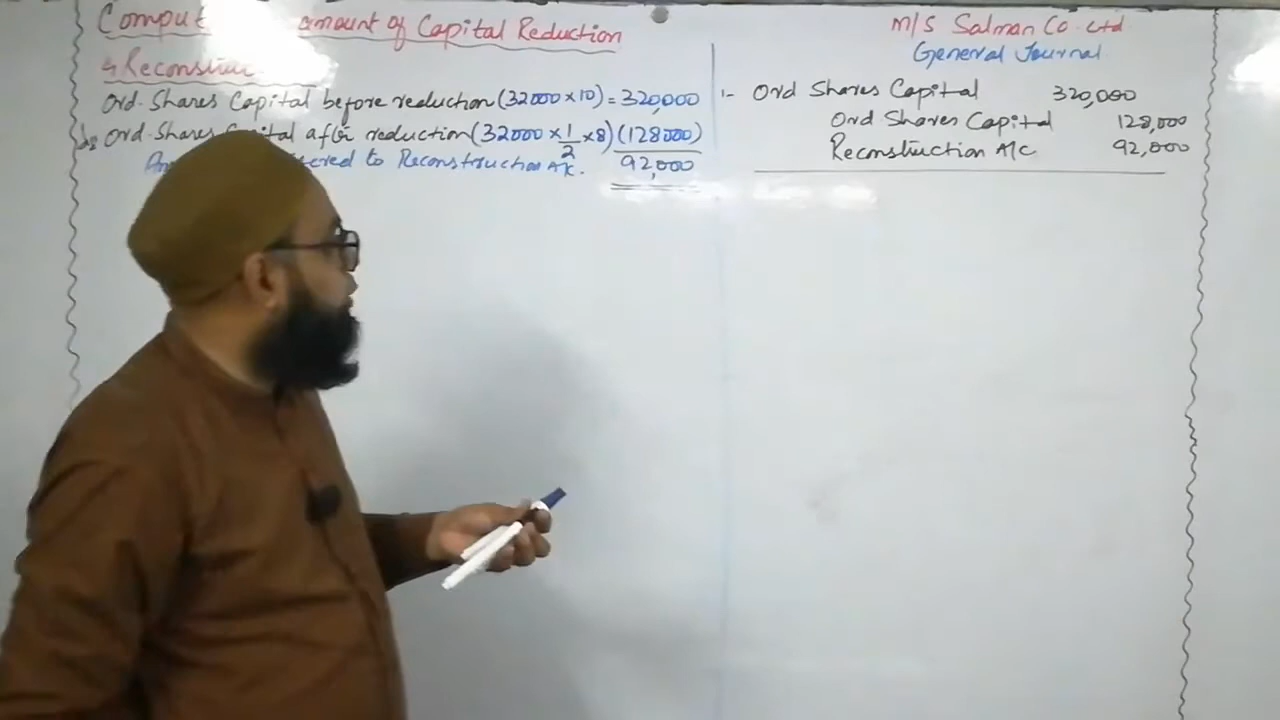 Comput amount of Capital Reduction
& Reconstruc
Ord. Shares Capital before reduction (32000 × 10) = 320,000
Ord. Shares Capital after reduction (32000 × 1/2 × 8) (128000)
to Reconstruction A/c. 92,000
M/S Salman Co. Ltd
General Journal
1- Ord Shares Capital 320,000
Ord Shares Capital 128,000
Reconstruction A/c 92,000